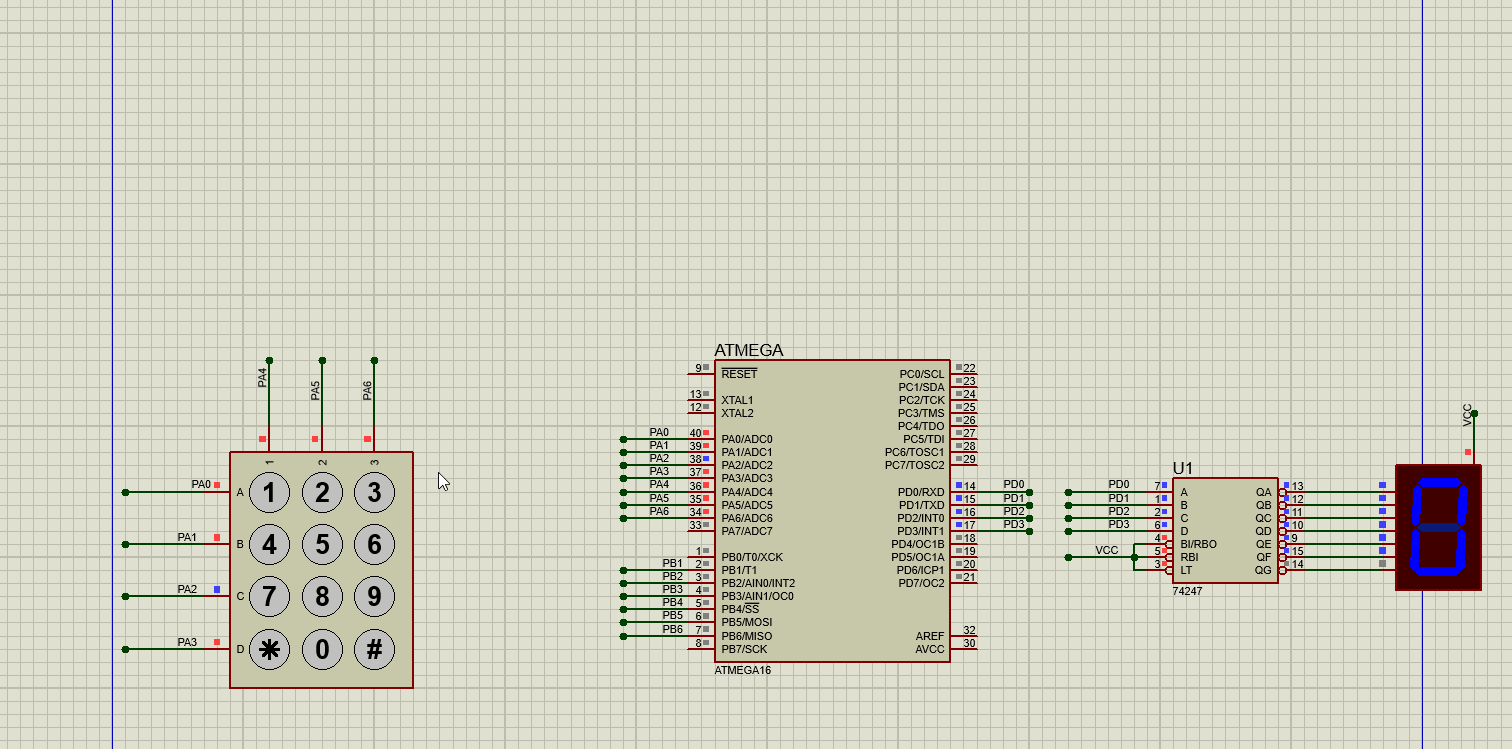 ATMEGA
9 RESET
13 XTAL1
12 XTAL2
PA0 40 PA0/ADC0
PA1 39 PA1/ADC1
PA2 38 PA2/ADC2
PA3 37 PA3/ADC3
PA4 36 PA4/ADC4
PA5 35 PA5/ADC5
PA6 34 PA6/ADC6
33 PA7/ADC7
1 PB0/T0/XCK
PB1 2 PB1/T1
PB2 3 PB2/AIN0/INT2
PB3 4 PB3/AIN1/OC0
PB4 5 PB4/SS
PB5 6 PB5/MOSI
PB6 7 PB6/MISO
8 PB7/SCK
PC0/SCL 22
PC1/SDA 23
PC2/TCK 24
PC3/TMS 25
PC4/TDO 26
PC5/TDI 27
PC6/TOSC1 28
PC7/TOSC2 29
PD0/RXD 14 PD0
PD1/TXD 15 PD1
PD2/INT0 16 PD2
PD3/INT1 17 PD3
PD4/OC1B 18
PD5/OC1A 19
PD6/ICP1 20
PD7/OC2 21
AREF 32
AVCC 30
ATMEGA16
PA4 PA5 PA6
1 2 3
PA0 A 1 2 3
PA1 B 4 5 6
PA2 C 7 8 9
PA3 D * 0 #
U1
PD0 7 A QA 13
PD1 1 B QB 12
PD2 2 C QC 11
PD3 6 D QD 10
4 BI/RBO QE 9
VCC 5 RBI QF 15
3 LT QG 14
74247
VCC
0